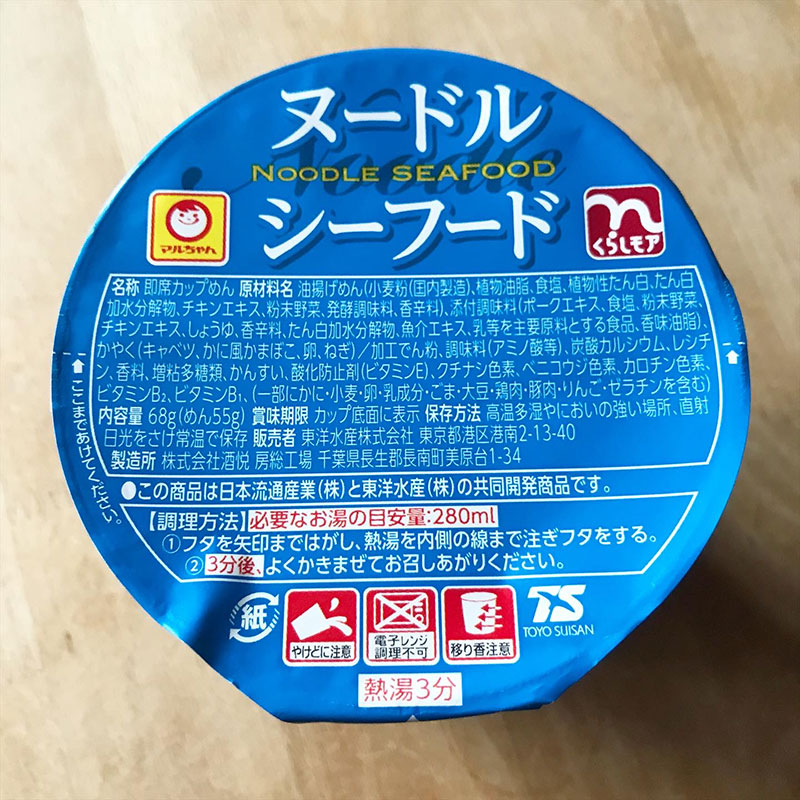 ヌードル
NOODLE SEAFOOD
シーフード
マルちゃん
くらしモア
名称 即席カップめん 原材料名 油揚げめん(小麦粉(国内製造)、植物油脂、食塩、植物性たん白、たん白
加水分解物、チキンエキス、粉末野菜、発酵調味料、香辛料)、添付調味料(ポークエキス、食塩、粉末野菜、
チキンエキス、しょうゆ、香辛料、たん白加水分解物、魚介エキス、乳等を主要原料とする食品、香味油脂)、
かやく(キャベツ、かに風かまぼこ、卵、ねぎ)/加工でん粉、調味料(アミノ酸等)、炭酸カルシウム、レシチ
ン、香料、増粘多糖類、かんすい、酸化防止剤(ビタミンE)、クチナシ色素、ベニコウジ色素、カロチン色素、
ビタミンB₂、ビタミンB₁、(一部にかに・小麦・卵・乳成分・ごま・大豆・鶏肉・豚肉・りんご・ゼラチンを含む)
内容量 68g(めん55g) 賞味期限 カップ底面に表示 保存方法 高温多湿やにおいの強い場所、直射
日光をさけ常温で保存 販売者 東洋水産株式会社 東京都港区港南2-13-40
製造所 株式会社酒悦 房総工場 千葉県長生郡長南町美原台1-34
ここまであけてください。
●この商品は日本流通産業(株)と東洋水産(株)の共同開発商品です。
【調理方法】必要なお湯の目安量:280ml
①フタを矢印まではがし、熱湯を内側の線まで注ぎフタをする。
②3分後、よくかきまぜてお召しあがりください。
紙
やけどに注意
電子レンジ
調理不可
移り香注意
TS
TOYO SUISAN
熱湯3分